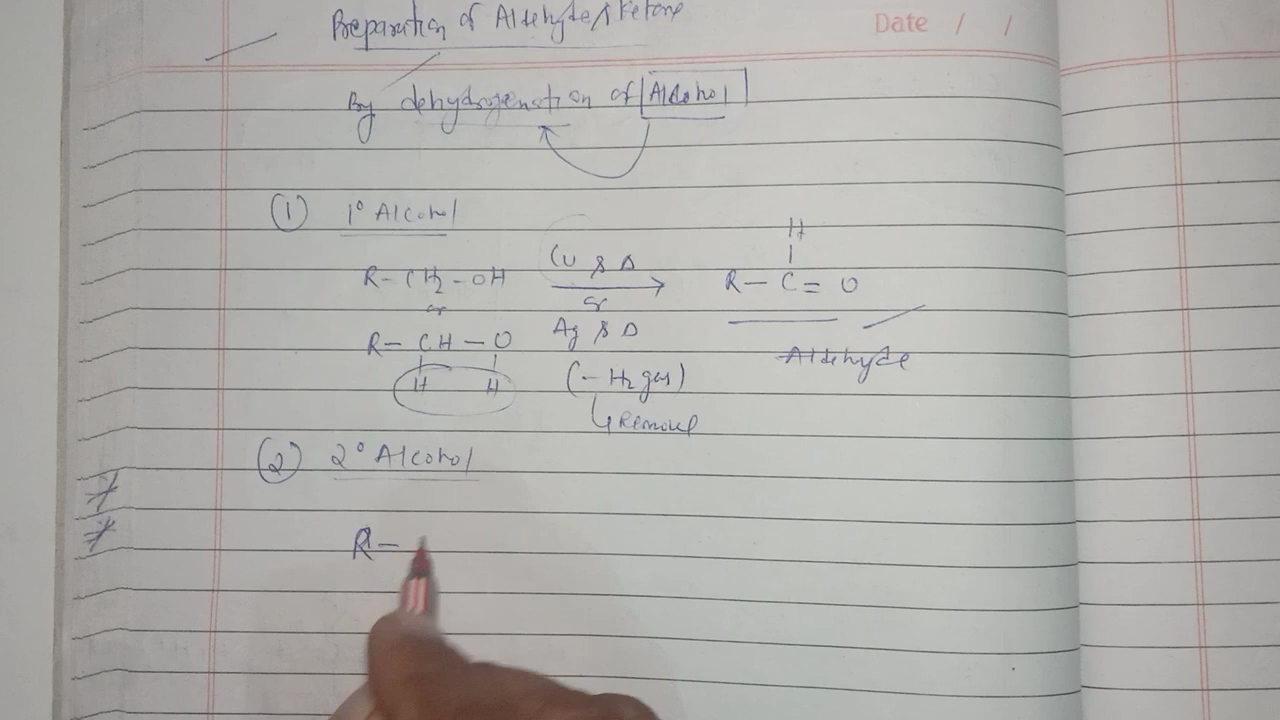 Preparation of Aldehyde & Ketone
Date / /
By dehydrogenation of Alcohol
(1) 1° Alcohol
R - CH2 - OH Cu & Δ H
or or R - C = O
R - CH - O Ag & Δ Aldehyde
H H (- H2 gas)
Remove
(2) 2° Alcohol
R -